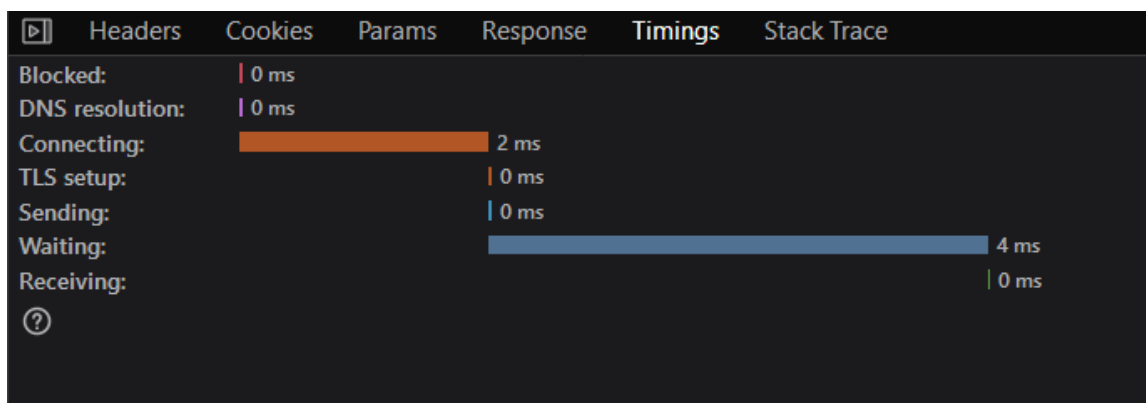 Headers Cookies Params Response Timings Stack Trace
Blocked: 0 ms
DNS resolution: 0 ms
Connecting: 2 ms
TLS setup: 0 ms
Sending: 0 ms
Waiting: 4 ms
Receiving: 0 ms
?